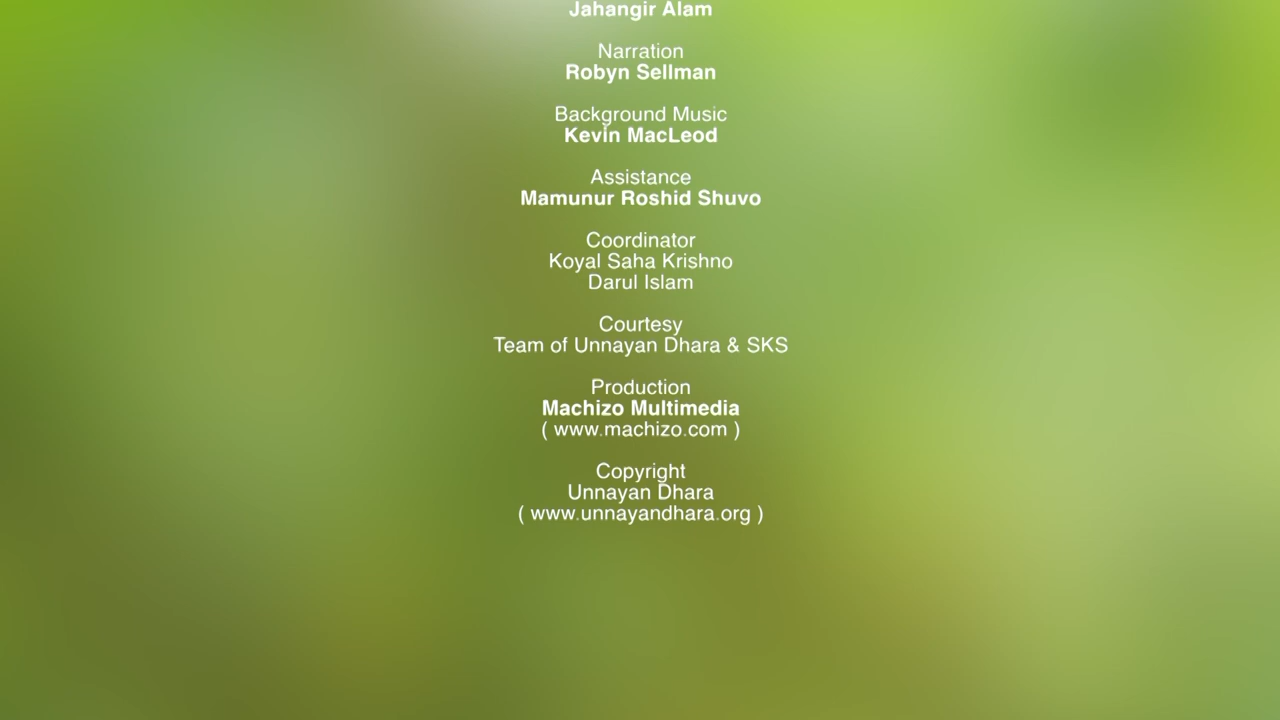 Jahangir Alam
Narration
Robyn Sellman
Background Music
Kevin MacLeod
Assistance
Mamunur Roshid Shuvo
Coordinator
Koyal Saha Krishno
Darul Islam
Courtesy
Team of Unnayan Dhara & SKS
Production
Machizo Multimedia
( www.machizo.com )
Copyright
Unnayan Dhara
( www.unnayandhara.org )